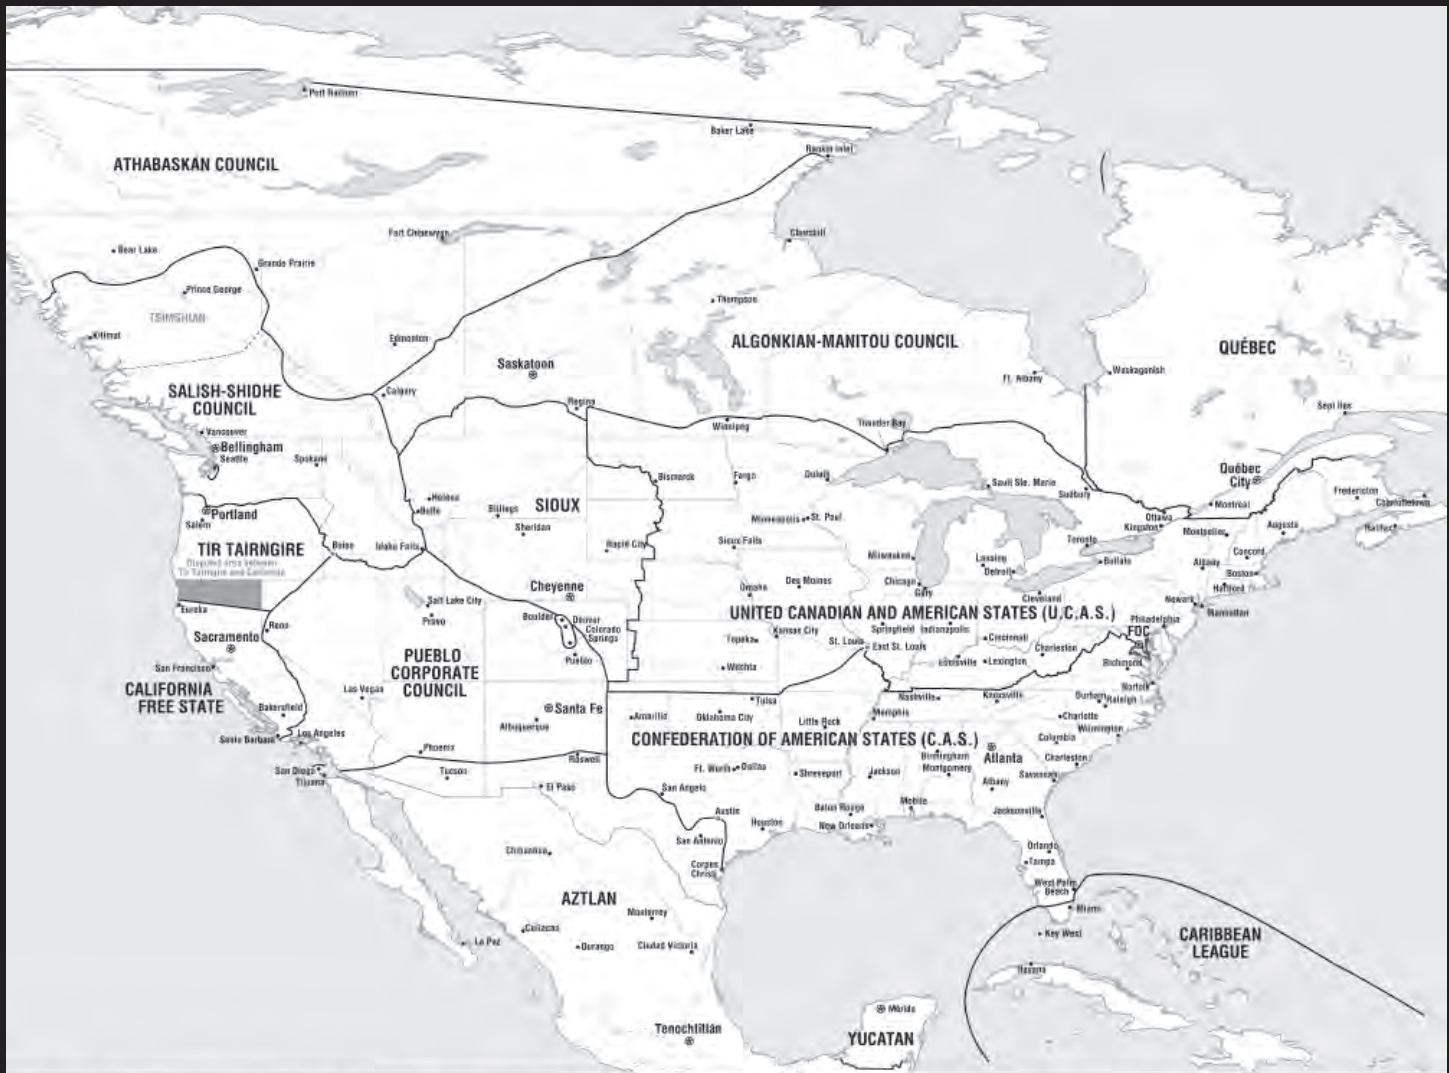 Port Radium
Baker Lake
Rankin Inlet
ATHABASKAN COUNCIL
Fort Chipewyan
Churchill
Bear Lake
Grande Prairie
Prince George
TSIMSHIAN
Kitimat
Edmonton
Thompson
ALGONKIAN-MANITOU COUNCIL
QUÉBEC
Saskatoon
Ft. Albany
Waskagonish
SALISH-SHIDHE
COUNCIL
Calgary
Regina
Sept Iles
Vancouver
Winnipeg
Thunder Bay
Bellingham
Seattle
Spokane
Bismarck
Fargo
Duluth
Sault Ste. Marie
Sudbury
Québec
City
Montreal
Fredericton
Charlottetown
Halifax
Helena
Butte
Billings
SIOUX
Sheridan
Portland
Salem
Minneapolis
St. Paul
Ottawa
Kingston
Montpelier
Augusta
TÍR TAIRNGIRE
Disputed area between
Tír Tairngire and California
Boise
Idaho Falls
Rapid City
Sioux Falls
Milwaukee
Lansing
Detroit
Toronto
Buffalo
Albany
Concord
Boston
Hartford
Cheyenne
Omaha
Des Moines
Chicago
Gary
Cleveland
Newark
Manhattan
Eureka
Salt Lake City
Provo
Boulder
Denver
Colorado
Springs
Pueblo
UNITED CANADIAN AND AMERICAN STATES (U.C.A.S.)
Reno
Sacramento
Topeka
Kansas City
St. Louis
East St. Louis
Springfield
Indianapolis
Cincinnati
Charleston
Philadelphia
FDC
San Francisco
PUEBLO
CORPORATE
COUNCIL
Wichita
Louisville
Lexington
Richmond
Norfolk
CALIFORNIA
FREE STATE
Las Vegas
Bakersfield
Santa Fe
Albuquerque
Tulsa
Amarillo
Oklahoma City
Little Rock
Nashville
Memphis
Knoxville
Durham
Raleigh
Charlotte
Wilmington
Columbia
Santa Barbara
Los Angeles
Phoenix
Roswell
CONFEDERATION OF AMERICAN STATES (C.A.S.)
Atlanta
Birmingham
Montgomery
Charleston
Savannah
San Diego
Tijuana
Tucson
El Paso
Ft. Worth
Dallas
Shreveport
Jackson
Albany
San Angelo
Austin
Houston
Baton Rouge
New Orleans
Mobile
Jacksonville
San Antonio
Corpus
Christi
Chihuahua
Orlando
Tampa
West Palm
Beach
Miami
AZTLAN
Monterrey
Culiacan
Durango
Ciudad Victoria
La Paz
Key West
CARIBBEAN
LEAGUE
Havana
Mérida
YUCATAN
Tenochtitlán